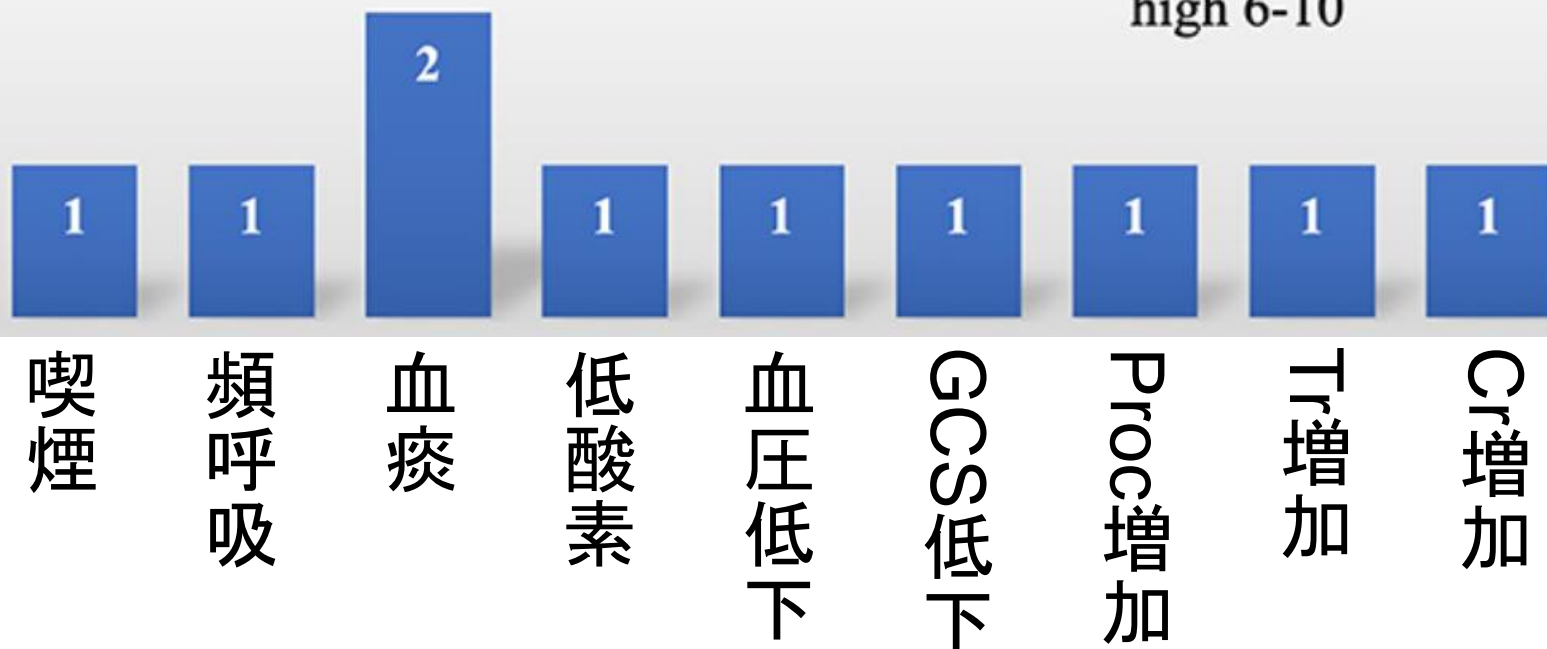 high 6-10
2
1 1 1 1 1 1 1 1
喫煙
頻呼吸
血痰
低酸素
血圧低下
GCS低下
Proc増加
Tr増加
Cr増加